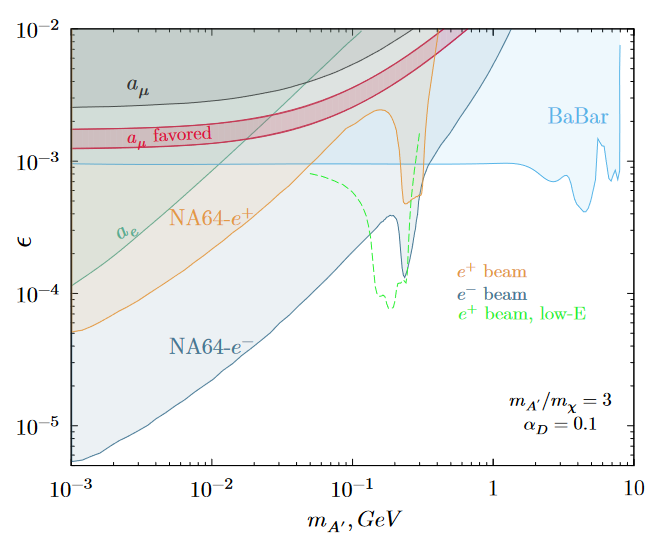 10⁻²
10⁻³
10⁻⁴
10⁻⁵
ϵ
a_μ
a_μ favored
a_e
NA64-e⁺
NA64-e⁻
BaBar
e⁺ beam
e⁻ beam
e⁺ beam, low-E
m_A′/m_χ = 3
α_D = 0.1
10⁻³ 10⁻² 10⁻¹ 1 10
m_A′, GeV